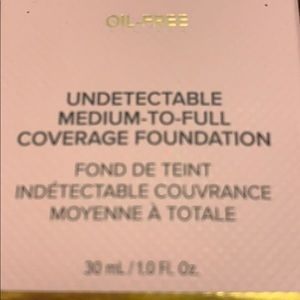 OIL-FREE
UNDETECTABLE
MEDIUM-TO-FULL
COVERAGE FOUNDATION
FOND DE TEINT
INDÉTECTABLE COUVRANCE
MOYENNE À TOTALE
30 mL / 1.0 Fl. Oz.